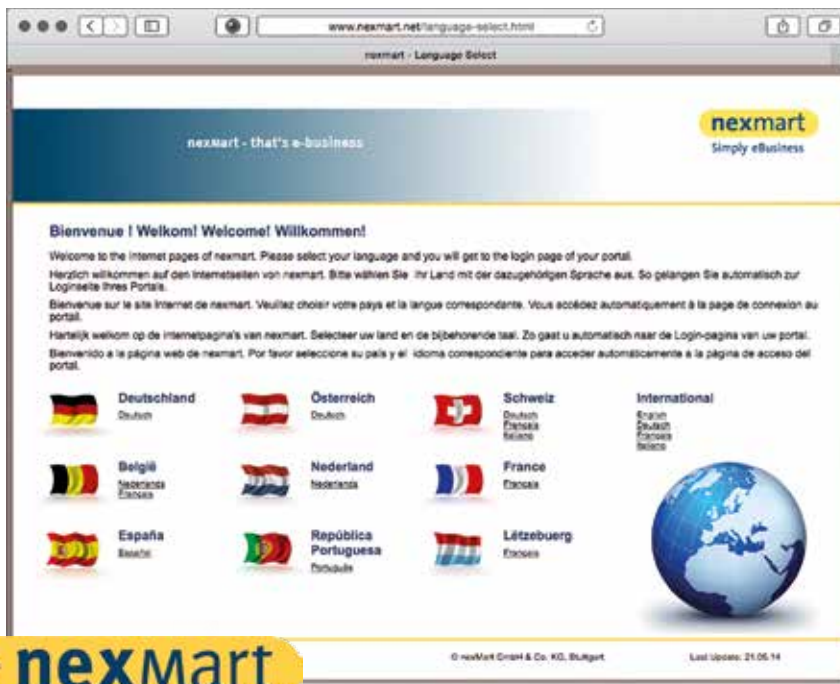 www.nexmart.net/language-select.html
nexmart - Language Select
nexmart - that's e-business
nexmart
Simply eBusiness
Bienvenue ! Welkom! Welcome! Willkommen!
Welcome to the internet pages of nexmart. Please select your language and you will get to the login page of your portal.
Herzlich willkommen auf den Internetseiten von nexmart. Bitte wählen Sie Ihr Land mit der dazugehörigen Sprache aus. So gelangen Sie automatisch zur
Loginseite Ihres Portals.
Bienvenue sur le site Internet de nexmart. Veuillez choisir votre pays et la langue correspondante. Vous accédez automatiquement à la page de connexion au
portail.
Hartelijk welkom op de internetpagina's van nexmart. Selecteer uw land en de bijbehorende taal. Zo gaat u automatisch naar de Login-pagina van uw portal.
Bienvenido a la página web de nexmart. Por favor seleccione su país y el idioma correspondiente para acceder automáticamente a la página de acceso del
portal.
Deutschland
Deutsch
Österreich
Deutsch
Schweiz
Deutsch
Français
Italiano
International
English
Deutsch
Français
Italiano
België
Nederlands
Français
Nederland
Nederlands
France
Français
España
Español
República
Portuguesa
Português
Lëtzebuerg
Français
© nexMart GmbH & Co. KG, Stuttgart
Last Update: 21.05.14
nexmart